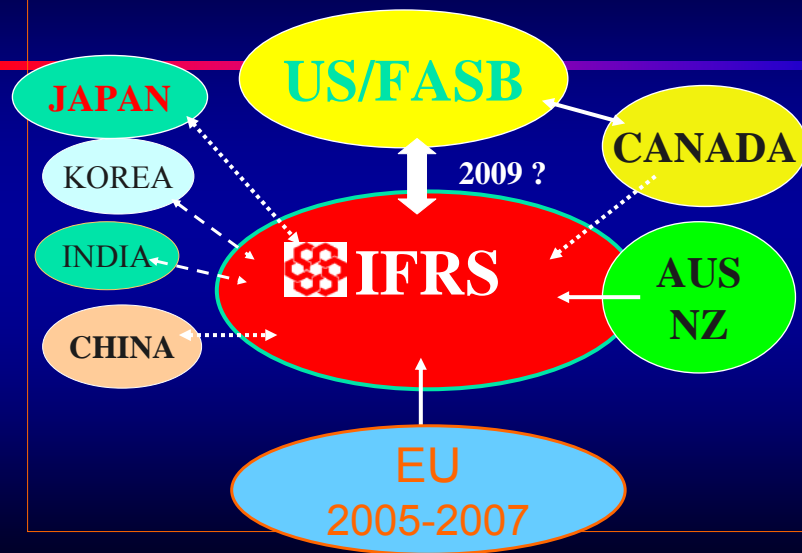 US/FASB
JAPAN
CANADA
KOREA
2009 ?
INDIA
IFRS
AUS
NZ
CHINA
EU
2005-2007